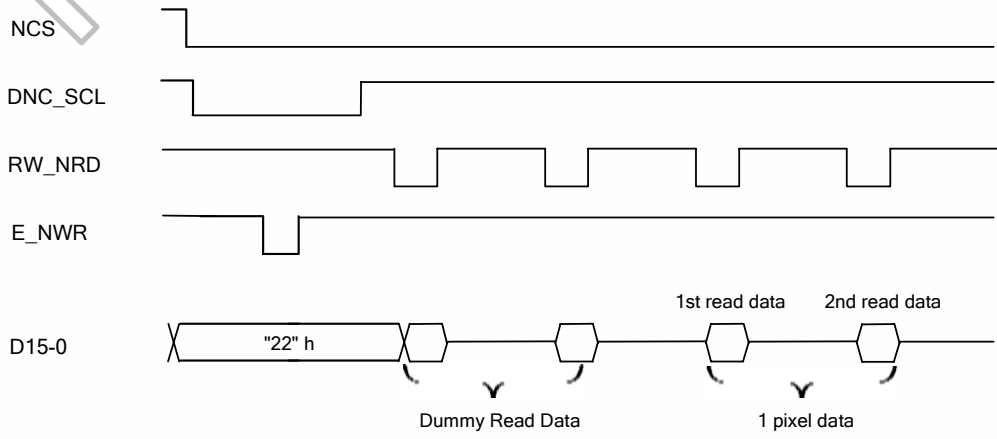 NCS
DNC_SCL
RW_NRD
E_NWR
1st read data 2nd read data
D15-0 "22" h
Dummy Read Data 1 pixel data